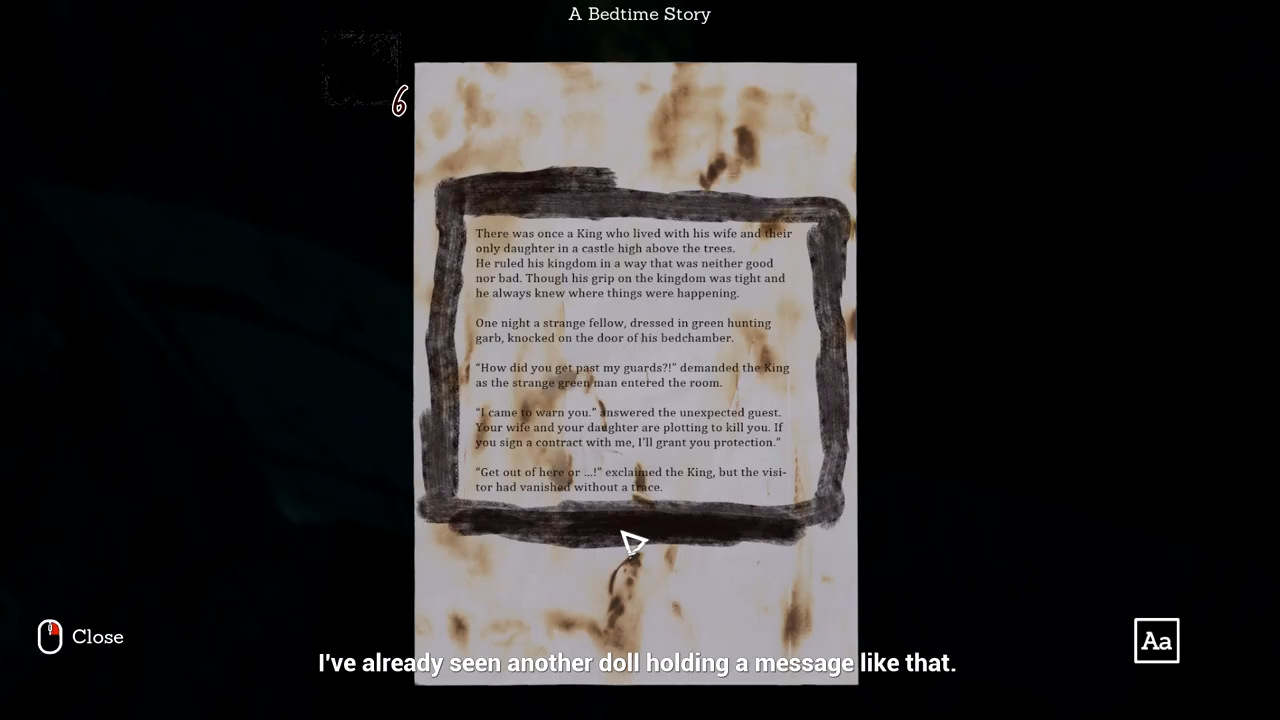 A Bedtime Story
6
There was once a King who lived with his wife and their
only daughter in a castle high above the trees.
He ruled his kingdom in a way that was neither good
nor bad. Though his grip on the kingdom was tight and
he always knew where things were happening.
One night a strange fellow, dressed in green hunting
garb, knocked on the door of his bedchamber.
“How did you get past my guards?!” demanded the King
as the strange green man entered the room.
“I came to warn you.” answered the unexpected guest.
Your wife and your daughter are plotting to kill you. If
you sign a contract with me, I’ll grant you protection.”
“Get out of here or ...!” exclaimed the King, but the visi-
tor had vanished without a trace.
Close
Aa
I've already seen another doll holding a message like that.